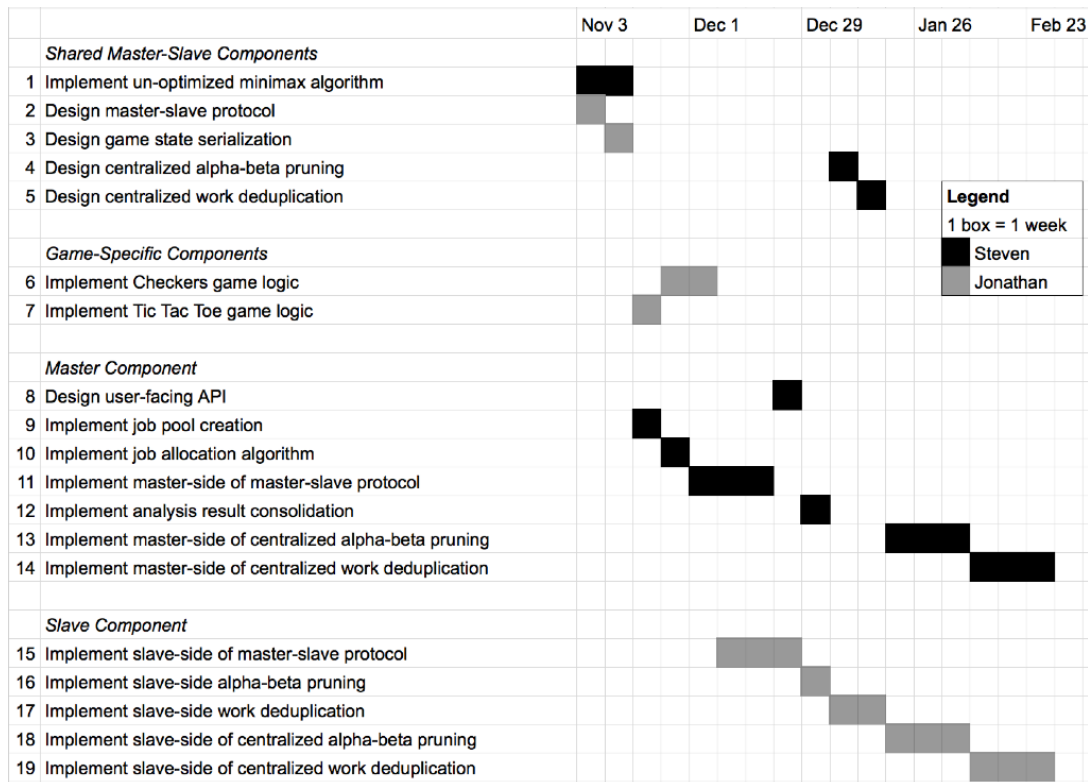 Nov 3 Dec 1 Dec 29 Jan 26 Feb 23
Shared Master-Slave Components
1 Implement un-optimized minimax algorithm
2 Design master-slave protocol
3 Design game state serialization
4 Design centralized alpha-beta pruning
5 Design centralized work deduplication
Legend
1 box = 1 week
Steven
Jonathan
Game-Specific Components
6 Implement Checkers game logic
7 Implement Tic Tac Toe game logic
Master Component
8 Design user-facing API
9 Implement job pool creation
10 Implement job allocation algorithm
11 Implement master-side of master-slave protocol
12 Implement analysis result consolidation
13 Implement master-side of centralized alpha-beta pruning
14 Implement master-side of centralized work deduplication
Slave Component
15 Implement slave-side of master-slave protocol
16 Implement slave-side alpha-beta pruning
17 Implement slave-side work deduplication
18 Implement slave-side of centralized alpha-beta pruning
19 Implement slave-side of centralized work deduplication